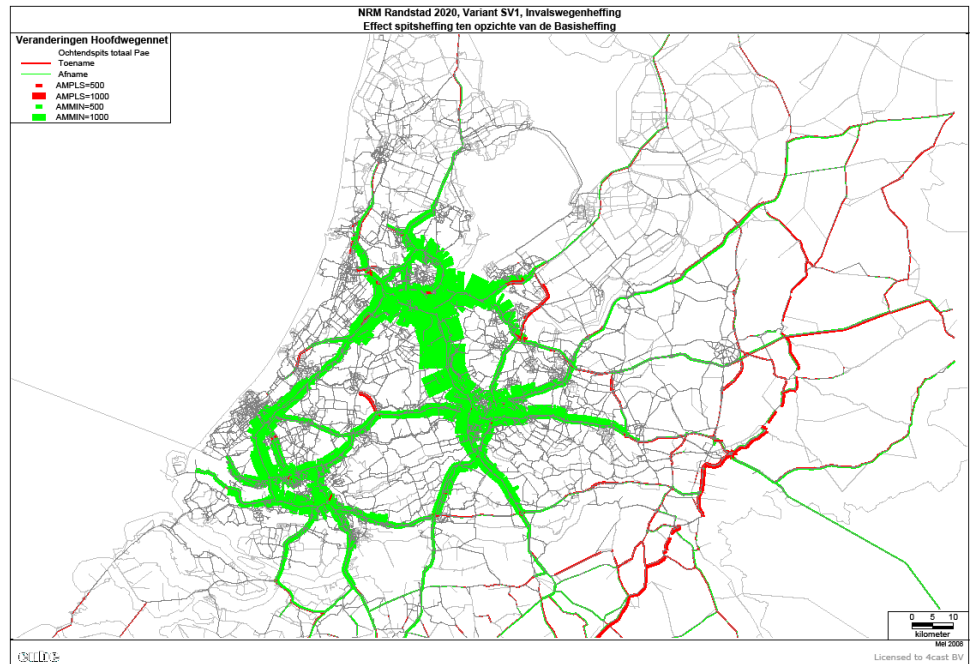 NRM Randstad 2020, Variant SV1, Invalswegenheffing
Effect spitsheffing ten opzichte van de Basisheffing
Veranderingen Hoofdwegennet
Ochtendspits totaal Pae
Toename
Afname
AMPLS=500
AMPLS=1000
AMMIN=500
AMMIN=1000
0 5 10
kilometer
Mei 2008
cube
Licensed to 4cast BV